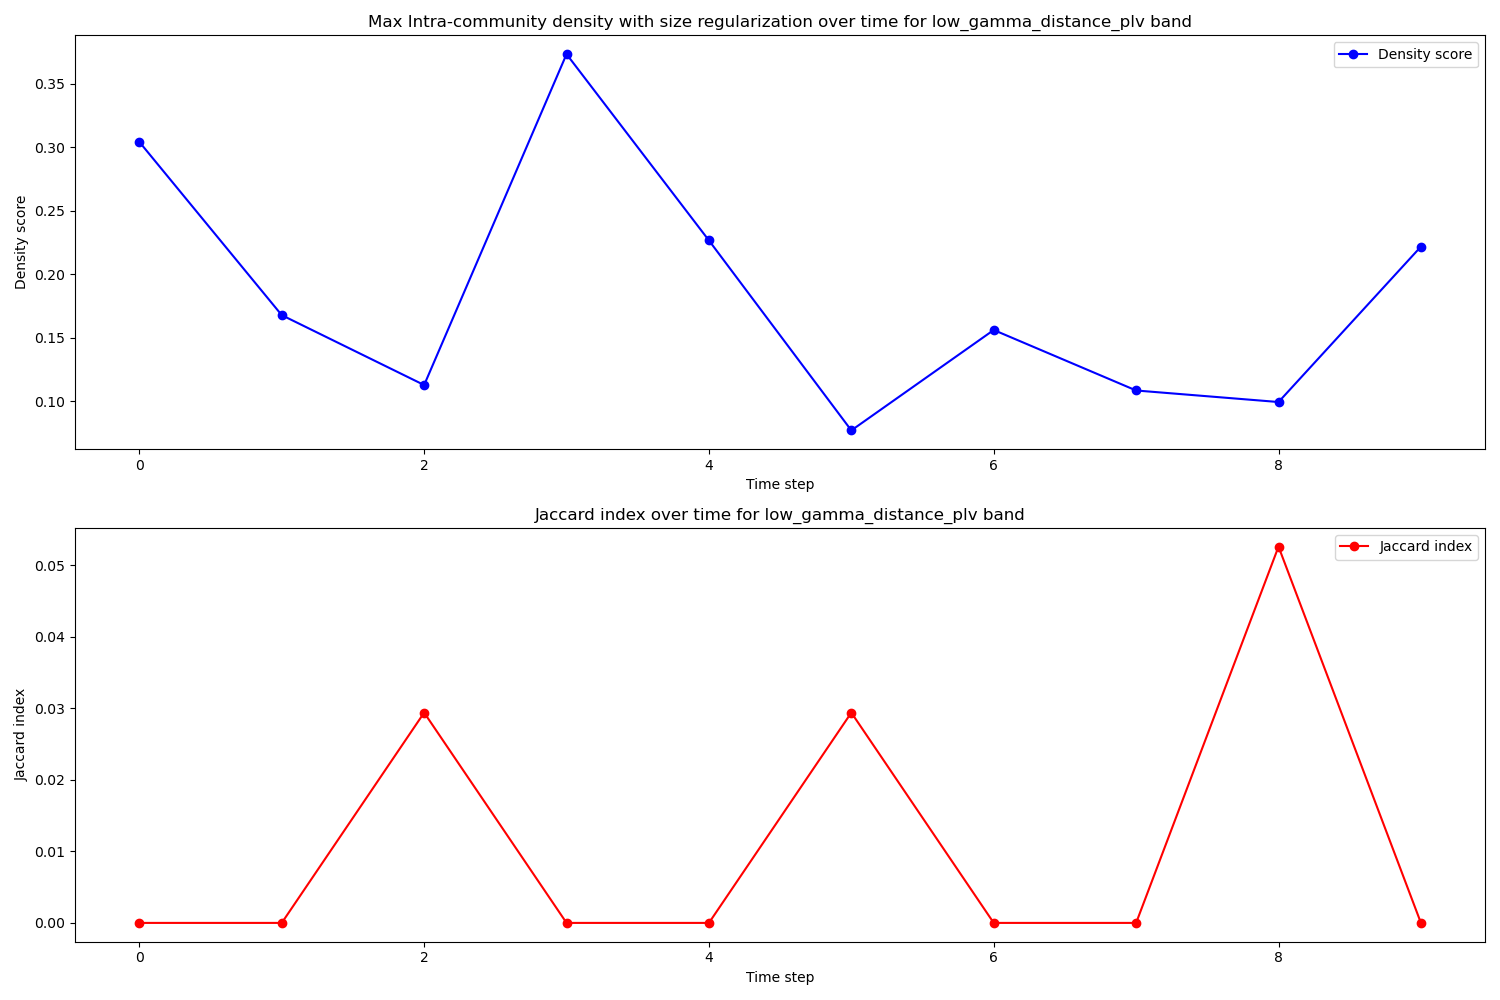 Max Intra-community density with size regularization over time for low_gamma_distance_plv band
Density score
0.35
0.30
0.25
0.20
0.15
0.10
Density score
0 2 4 6 8
Time step
Jaccard index over time for low_gamma_distance_plv band
Jaccard index
0.05
0.04
0.03
0.02
0.01
0.00
Jaccard index
0 2 4 6 8
Time step